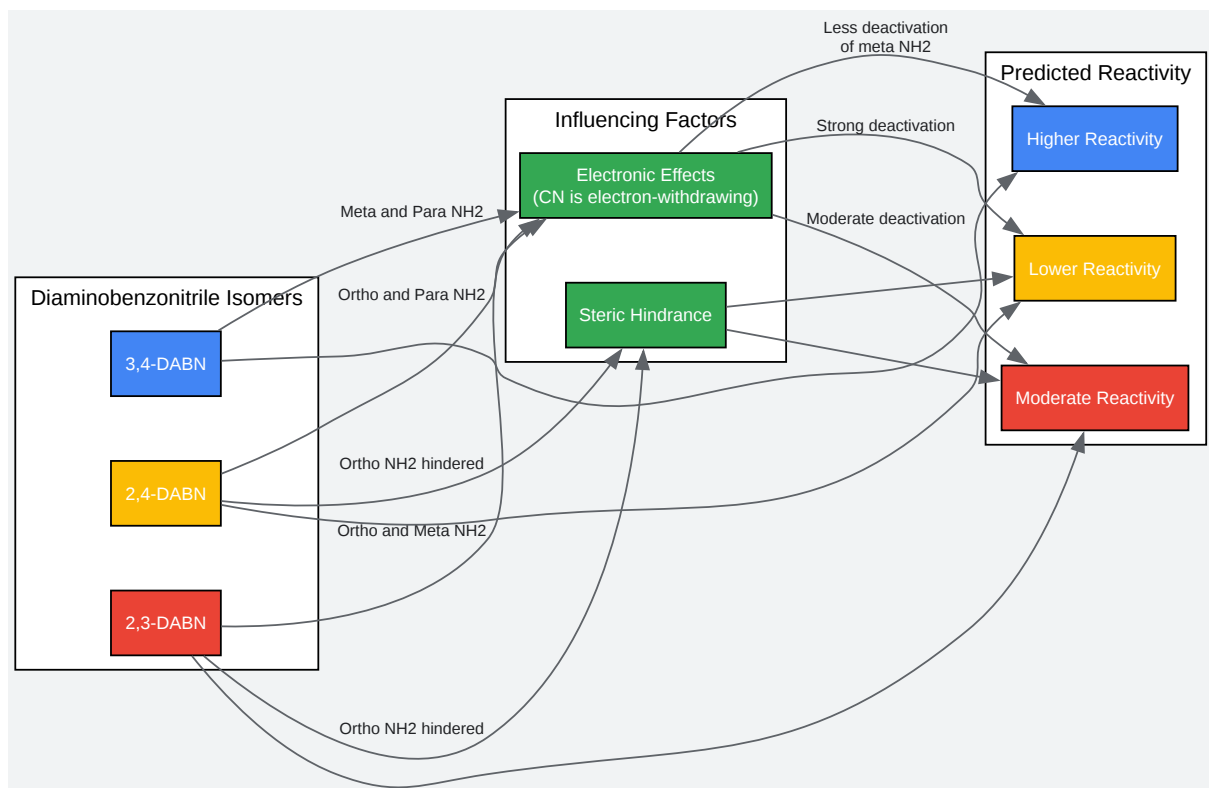 Less deactivation
of meta NH2
Predicted Reactivity
Influencing Factors
Strong deactivation
Higher Reactivity
Electronic Effects
(CN is electron-withdrawing)
Meta and Para NH2
Moderate deactivation
Lower Reactivity
Diaminobenzonitrile Isomers
Ortho and Para NH2
Steric Hindrance
3,4-DABN
Moderate Reactivity
Ortho NH2 hindered
2,4-DABN
Ortho and Meta NH2
2,3-DABN
Ortho NH2 hindered